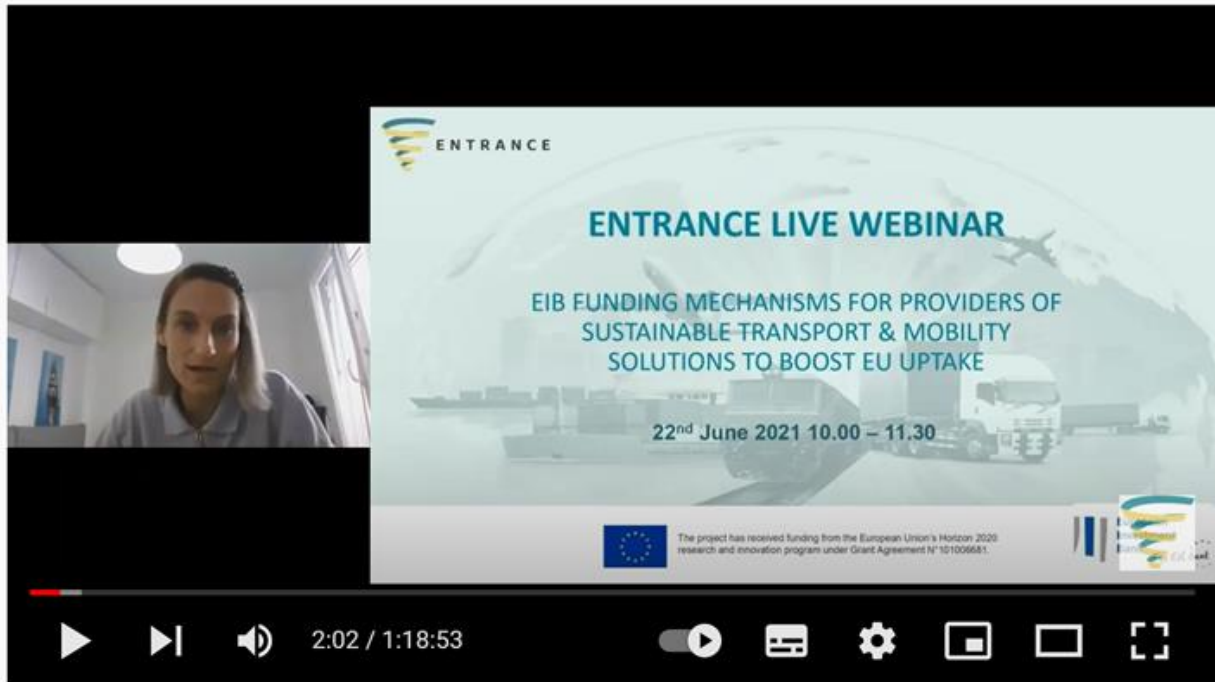 ENTRANCE
ENTRANCE LIVE WEBINAR
EIB FUNDING MECHANISMS FOR PROVIDERS OF
SUSTAINABLE TRANSPORT & MOBILITY
SOLUTIONS TO BOOST EU UPTAKE
22nd June 2021 10.00 – 11.30
The project has received funding from the European Union's Horizon 2020
research and innovation program under Grant Agreement N°101006681.
2:02 / 1:18:53